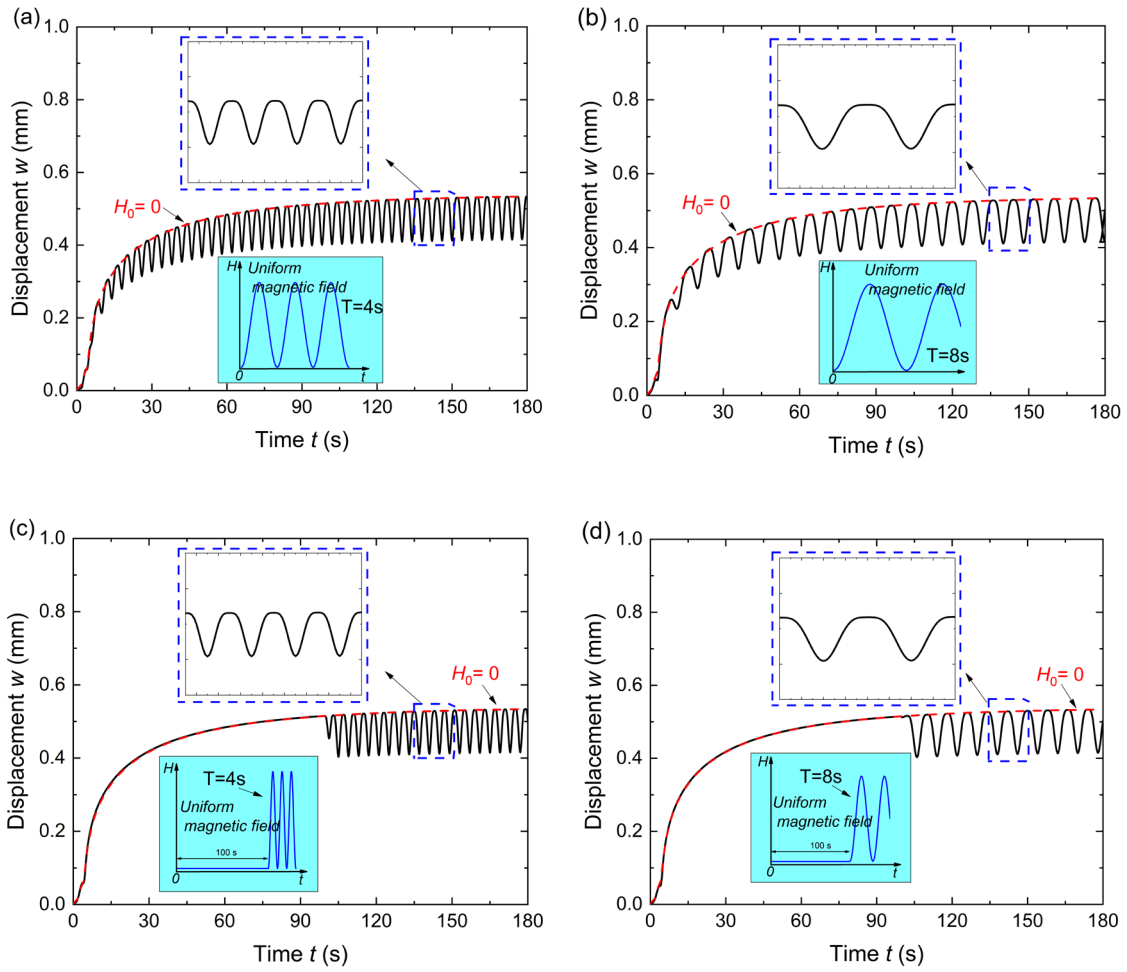 (a)
1.0
0.8
0.6
0.4
0.2
0.0
Displacement w (mm)
H₀= 0
H
Uniform
magnetic field
T=4s
0
t
0 30 60 90 120 150 180
Time t (s)
(b)
1.0
0.8
0.6
0.4
0.2
0.0
Displacement w (mm)
H₀= 0
H
Uniform
magnetic field
T=8s
0
0 30 60 90 120 150 180
Time t (s)
(c)
1.0
0.8
0.6
0.4
0.2
0.0
Displacement w (mm)
H₀= 0
H
T=4s
Uniform
magnetic field
100 s
0
t
0 30 60 90 120 150 180
Time t (s)
(d)
1.0
0.8
0.6
0.4
0.2
0.0
Displacement w (mm)
H₀= 0
H
T=8s
Uniform
magnetic field
100 s
0
t
0 30 60 90 120 150 180
Time t (s)